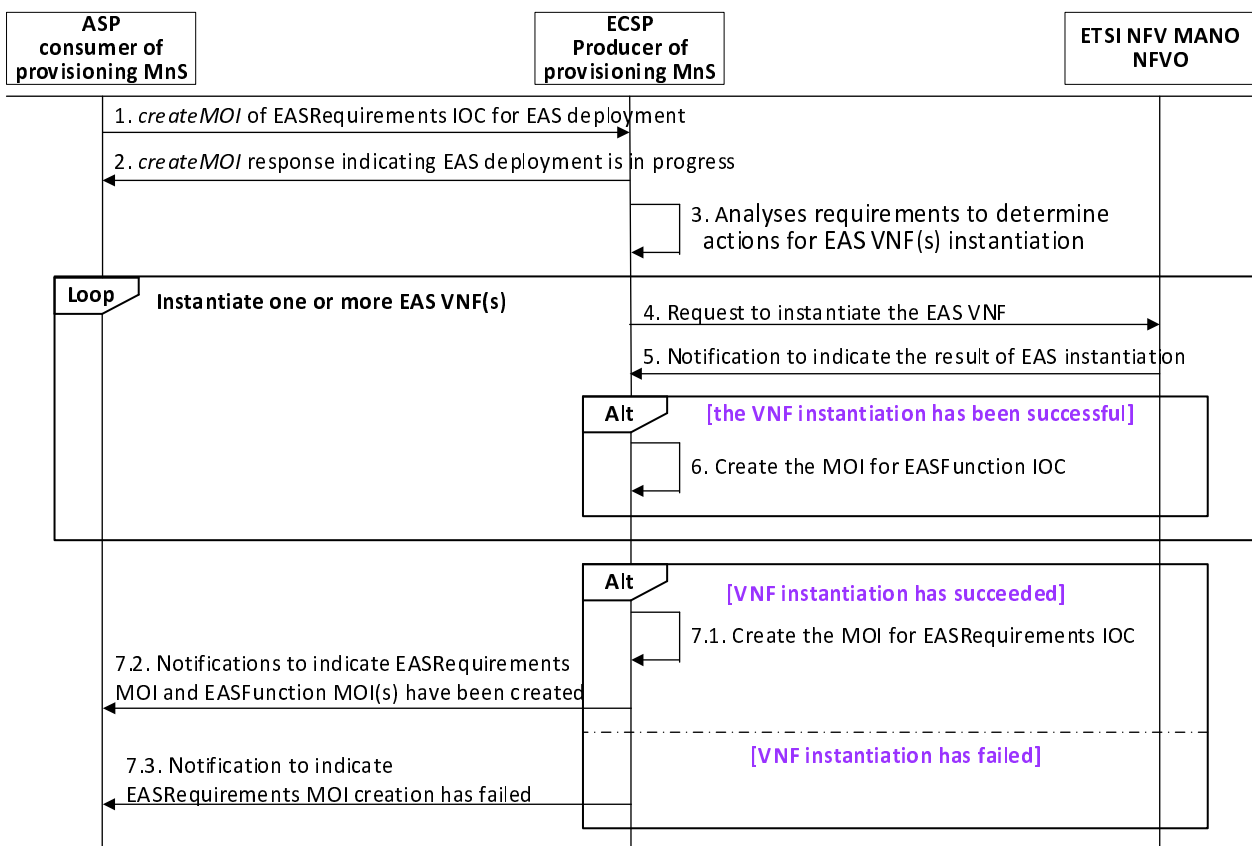 ASP
consumer of
provisioning MnS
ECSP
Producer of
provisioning MnS
ETSI NFV MANO
NFVO
1. createMOI of EASRequirements IOC for EAS deployment
2. createMOI response indicating EAS deployment is in progress
3. Analyses requirements to determine
actions for EAS VNF(s) instantiation
Loop
Instantiate one or more EAS VNF(s)
4. Request to instantiate the EAS VNF
5. Notification to indicate the result of EAS instantiation
Alt
[the VNF instantiation has been successful]
6. Create the MOI for EASFunction IOC
Alt
[VNF instantiation has succeeded]
7.1. Create the MOI for EASRequirements IOC
7.2. Notifications to indicate EASRequirements
MOI and EASFunction MOI(s) have been created
[VNF instantiation has failed]
7.3. Notification to indicate
EASRequirements MOI creation has failed